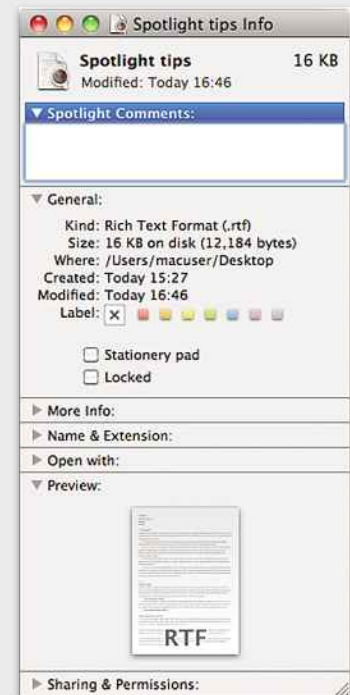 Spotlight tips Info
Spotlight tips 16 KB
Modified: Today 16:46
Spotlight Comments:
General:
Kind: Rich Text Format (.rtf)
Size: 16 KB on disk (12,184 bytes)
Where: /Users/macuser/Desktop
Created: Today 15:27
Modified: Today 16:46
Label:
Stationery pad
Locked
More Info:
Name & Extension:
Open with:
Preview:
RTF
Sharing & Permissions: